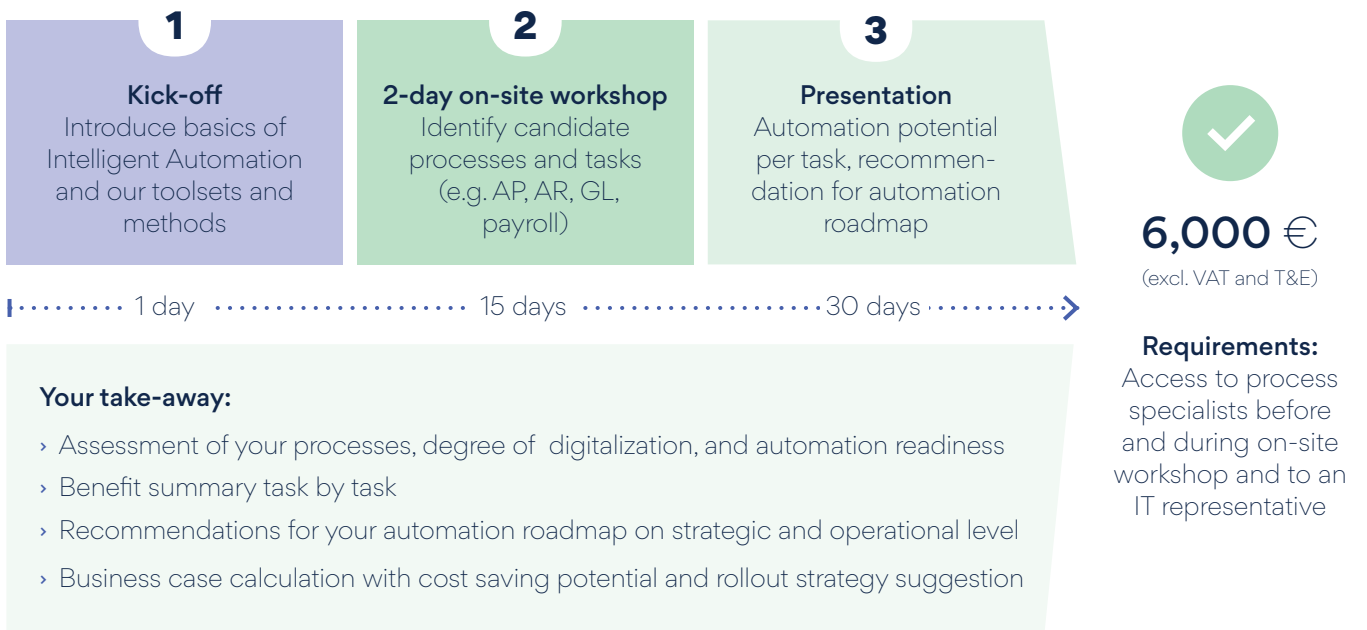 1
Kick-off
Introduce basics of
Intelligent Automation
and our toolsets and
methods
2
2-day on-site workshop
Identify candidate
processes and tasks
(e.g. AP, AR, GL,
payroll)
3
Presentation
Automation potential
per task, recommen-
dation for automation
roadmap
1 day
15 days
30 days
Your take-away:
› Assessment of your processes, degree of digitalization, and automation readiness
› Benefit summary task by task
› Recommendations for your automation roadmap on strategic and operational level
› Business case calculation with cost saving potential and rollout strategy suggestion
6,000 €
(excl. VAT and T&E)
Requirements:
Access to process
specialists before
and during on-site
workshop and to an
IT representative